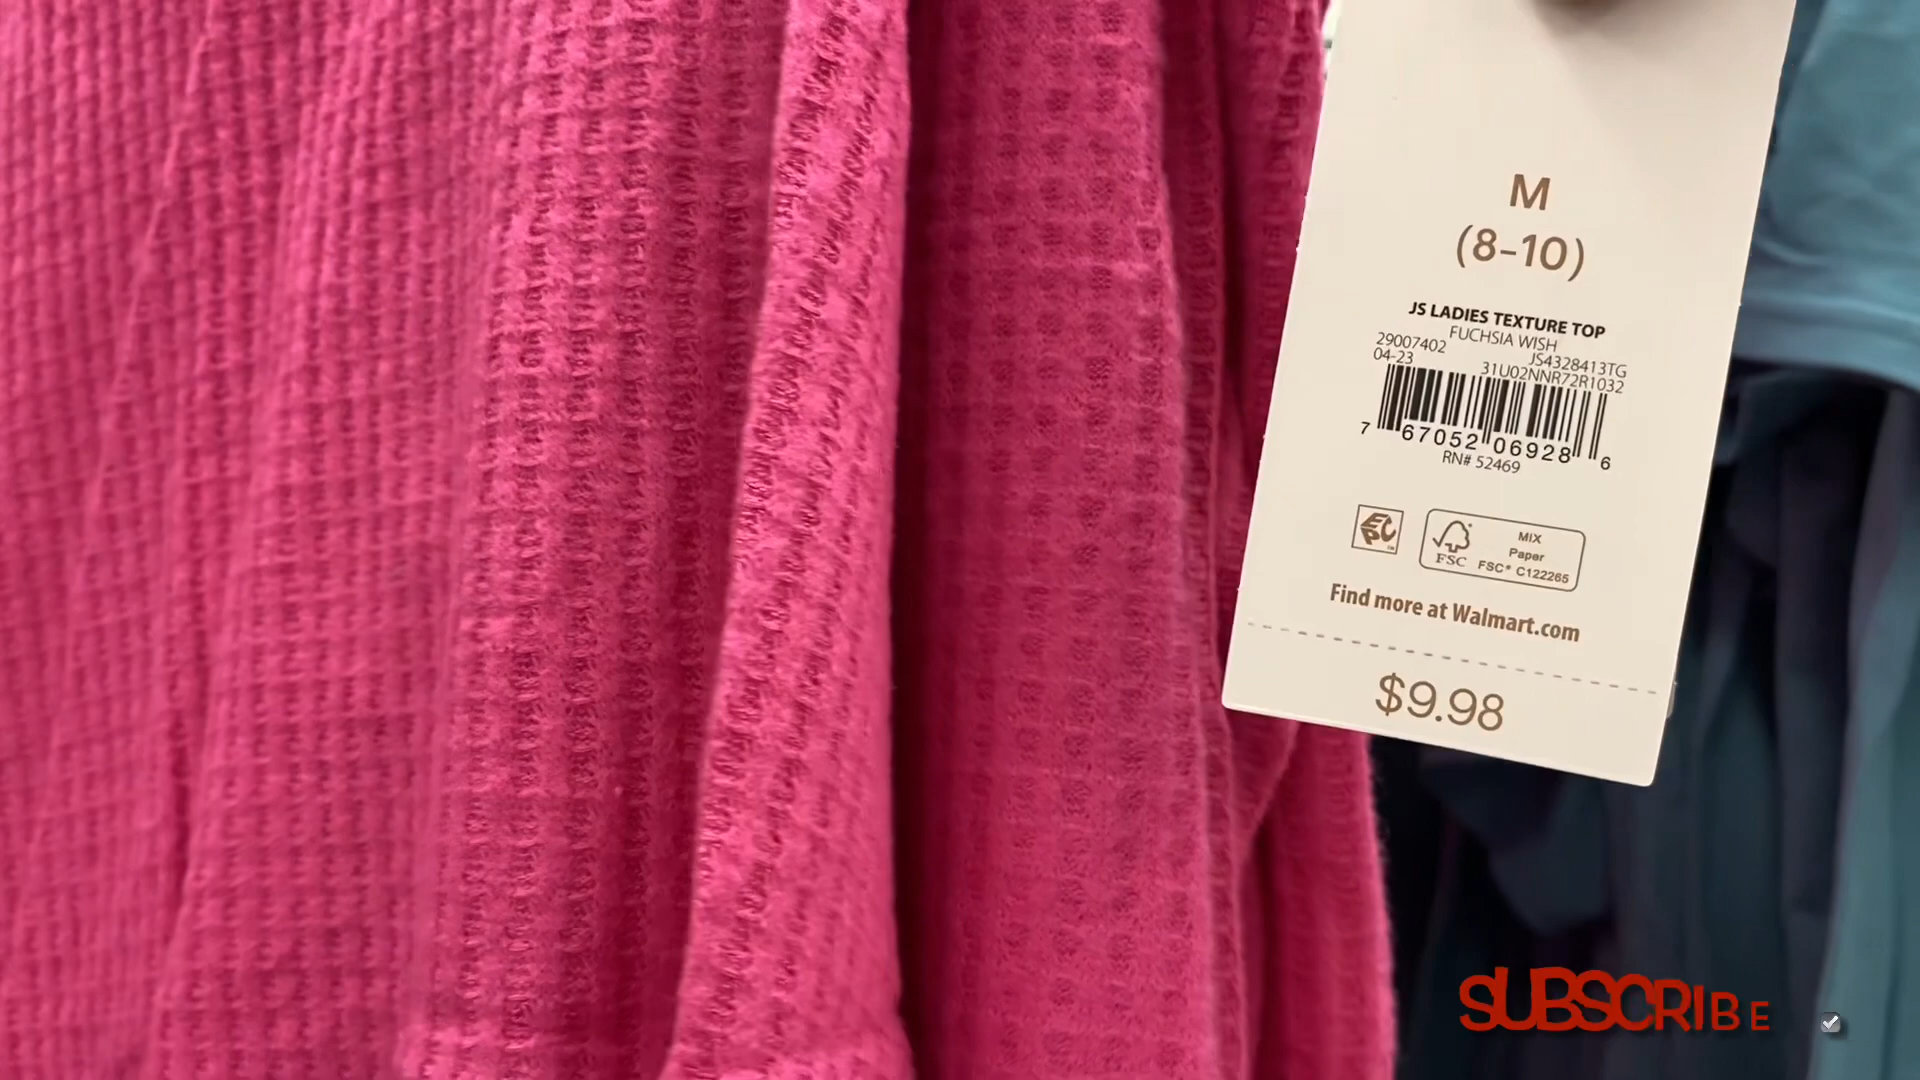 M
(8-10)
JS LADIES TEXTURE TOP
FUCHSIA WISH
29007402 JS4328413TG
04-23 31U02NNR72R1032
7 67052 06928 6
RN# 52469
EPC
FSC
MIX
Paper
FSC® C122265
Find more at Walmart.com
$9.98
SUBSCRIBE